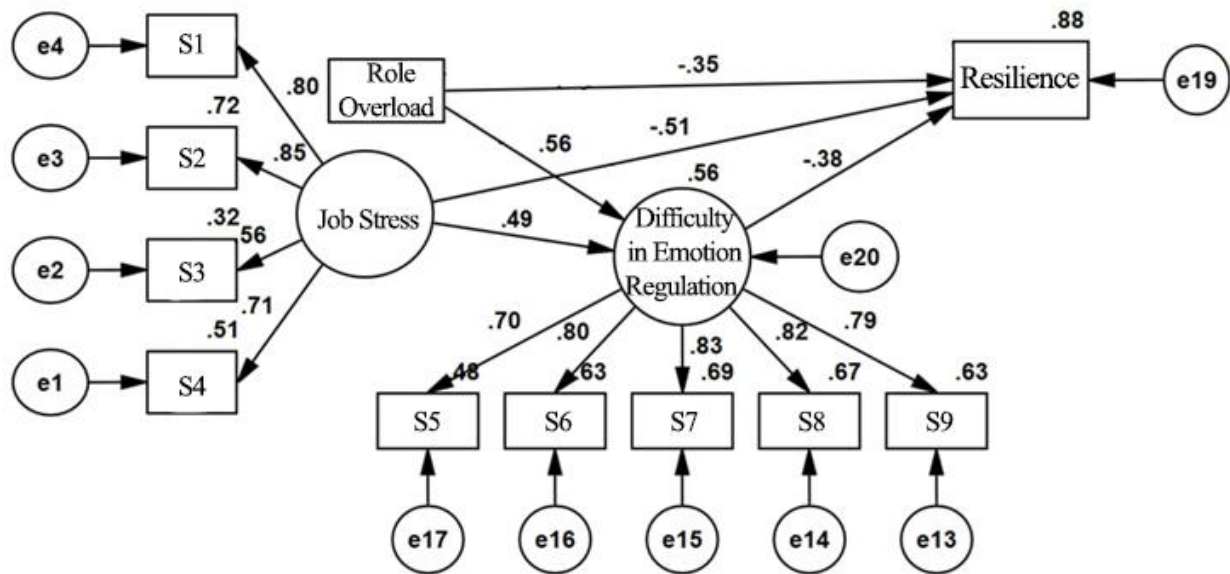 .88
e4
S1
Role
Overload
-.35
Resilience
e19
.80
.72
e3
S2
.85
.56
-.51
.56
-.38
Job Stress
.49
Difficulty
in Emotion
Regulation
e20
.32
.56
e2
S3
.71
.51
e1
S4
.70
.80
.83
.82
.79
.48
.63
.69
.67
.63
S5
S6
S7
S8
S9
e17
e16
e15
e14
e13